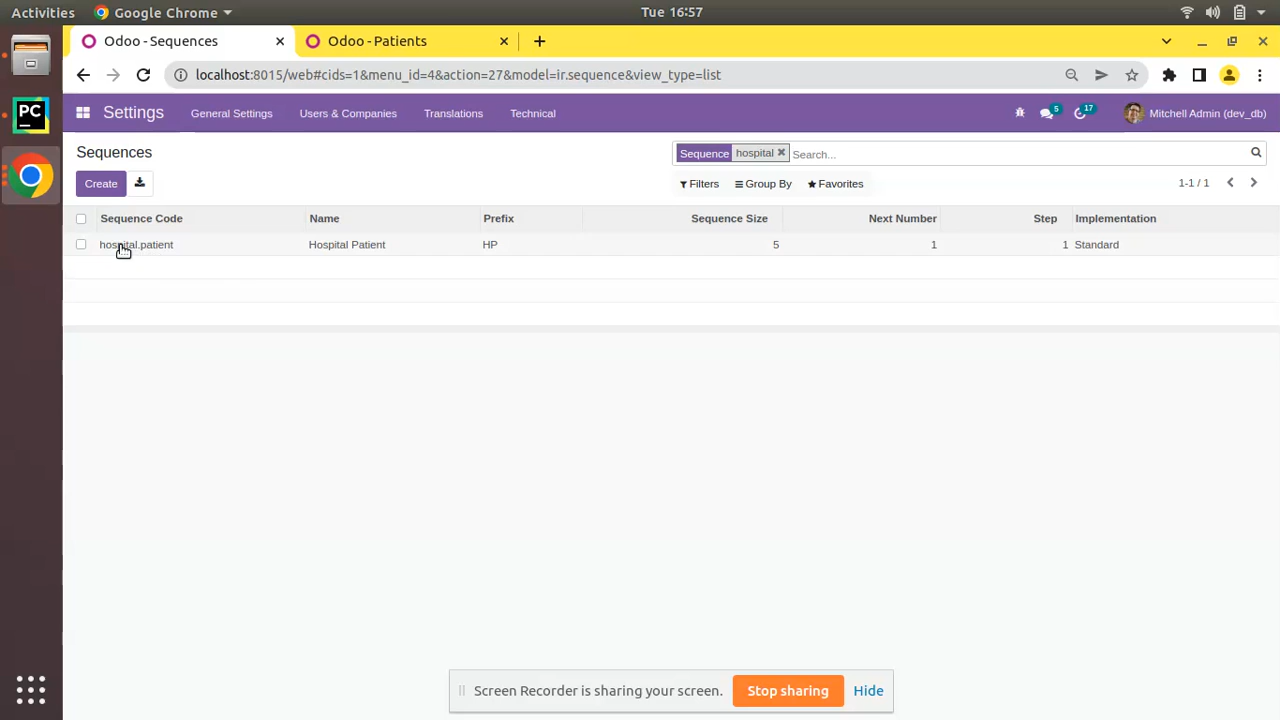 Activities Google Chrome Tue 16:57
Odoo - Sequences Odoo - Patients
localhost:8015/web#cids=1&menu_id=4&action=27&model=ir.sequence&view_type=list
PC Settings General Settings Users & Companies Translations Technical 5 17 Mitchell Admin (dev_db)
Sequences Sequence hospital Search...
Create Filters Group By Favorites 1-1 / 1
Sequence Code Name Prefix Sequence Size Next Number Step Implementation
hospital.patient Hospital Patient HP 5 1 1 Standard
Screen Recorder is sharing your screen. Stop sharing Hide